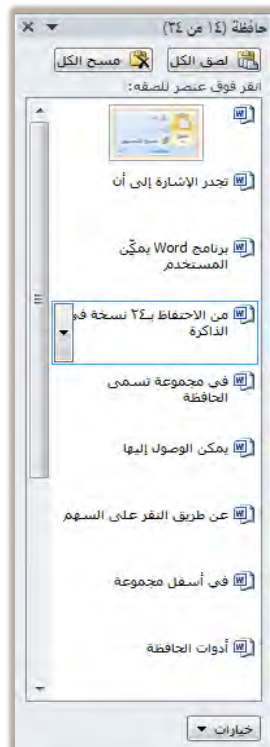 حافظة (١٤ من ٢٤)
لصق الكل
مسح الكل
انقر فوق عنصر للصقه:
تجدر الإشارة إلى أن
برنامج Word يمكّن
المستخدم
من الاحتفاظ بـ٢٤ نسخة في
الذاكرة
في مجموعة تسمى
الحافظة
يمكن الوصول إليها
عن طريق النقر على السهم
في أسفل مجموعة
أدوات الحافظة
خيارات